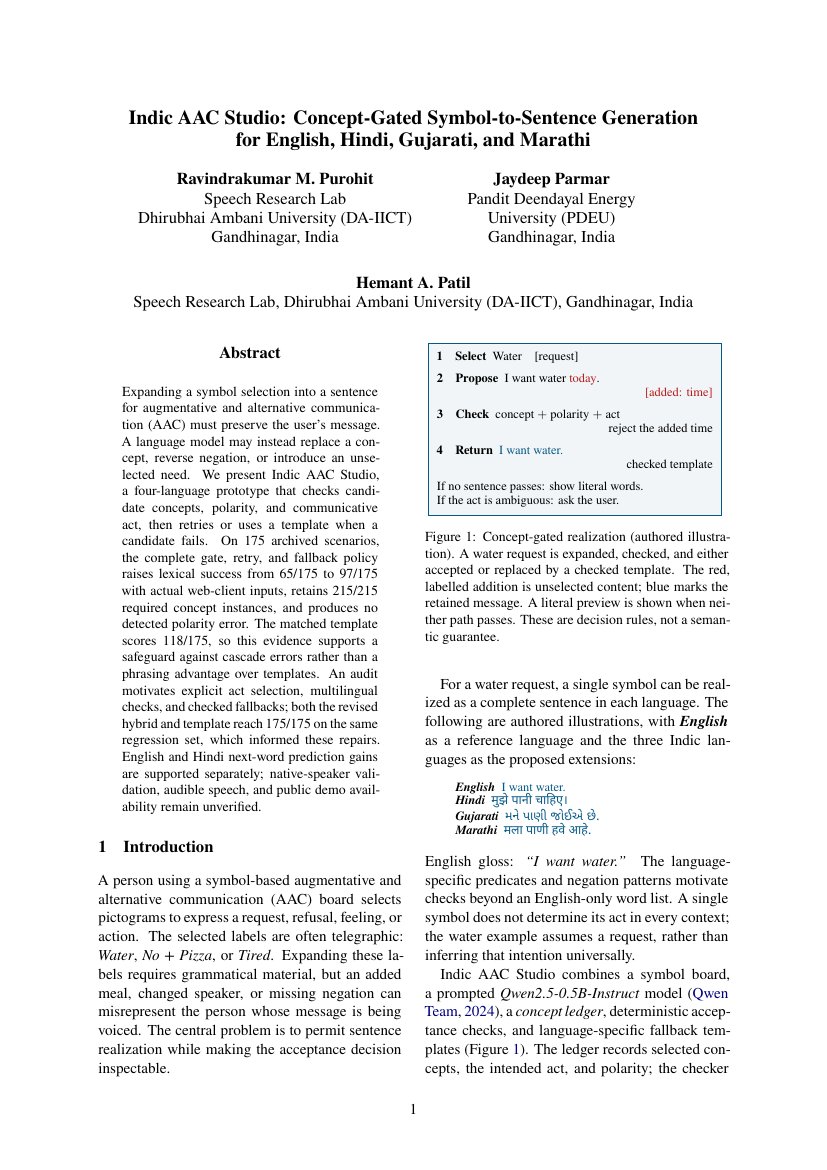 Indic AAC Studio: Concept-Gated Symbol-to-Sentence Generation
for English, Hindi, Gujarati, and Marathi
Ravindrakumar M. Purohit
Speech Research Lab
Dhirubhai Ambani University (DA-IICT)
Gandhinagar, India
Jaydeep Parmar
Pandit Deendayal Energy
University (PDEU)
Gandhinagar, India
Hemant A. Patil
Speech Research Lab, Dhirubhai Ambani University (DA-IICT), Gandhinagar, India
Abstract
Expanding a symbol selection into a sentence
for augmentative and alternative communica-
tion (AAC) must preserve the user's message.
A language model may instead replace a con-
cept, reverse negation, or introduce an unse-
lected need. We present Indic AAC Studio,
a four-language prototype that checks candi-
date concepts, polarity, and communicative
act, then retries or uses a template when a
candidate fails. On 175 archived scenarios,
the complete gate, retry, and fallback policy
raises lexical success from 65/175 to 97/175
with actual web-client inputs, retains 215/215
required concept instances, and produces no
detected polarity error. The matched template
scores 118/175, so this evidence supports a
safeguard against cascade errors rather than a
phrasing advantage over templates. An audit
motivates explicit act selection, multilingual
checks, and checked fallbacks; both the revised
hybrid and template reach 175/175 on the same
regression set, which informed these repairs.
English and Hindi next-word prediction gains
are supported separately; native-speaker vali-
dation, audible speech, and public demo avail-
ability remain unverified.
1 Introduction
A person using a symbol-based augmentative and
alternative communication (AAC) board selects
pictograms to express a request, refusal, feeling, or
action. The selected labels are often telegraphic:
Water, No + Pizza, or Tired. Expanding these la-
bels requires grammatical material, but an added
meal, changed speaker, or missing negation can
misrepresent the person whose message is being
voiced. The central problem is to permit sentence
realization while making the acceptance decision
inspectable.
1 Select Water [request]
2 Propose I want water today.
[added: time]
3 Check concept + polarity + act
reject the added time
4 Return I want water.
checked template
If no sentence passes: show literal words.
If the act is ambiguous: ask the user.
Figure 1: Concept-gated realization (authored illustra-
tion). A water request is expanded, checked, and either
accepted or replaced by a checked template. The red,
labelled addition is unselected content; blue marks the
retained message. A literal preview is shown when nei-
ther path passes. These are decision rules, not a seman-
tic guarantee.
For a water request, a single symbol can be real-
ized as a complete sentence in each language. The
following are authored illustrations, with English
as a reference language and the three Indic lan-
guages as the proposed extensions:
English I want water.
Hindi मुझे पानी चाहिए।
Gujarati મને પાણી જોઈએ છે.
Marathi मला पाणी हवे आहे.
English gloss: “I want water.” The language-
specific predicates and negation patterns motivate
checks beyond an English-only word list. A single
symbol does not determine its act in every context;
the water example assumes a request, rather than
inferring that intention universally.
Indic AAC Studio combines a symbol board,
a prompted Qwen2.5-0.5B-Instruct model (Qwen
Team, 2024), a concept ledger, deterministic accep-
tance checks, and language-specific fallback tem-
plates (Figure 1). The ledger records selected con-
cepts, the intended act, and polarity; the checker
1